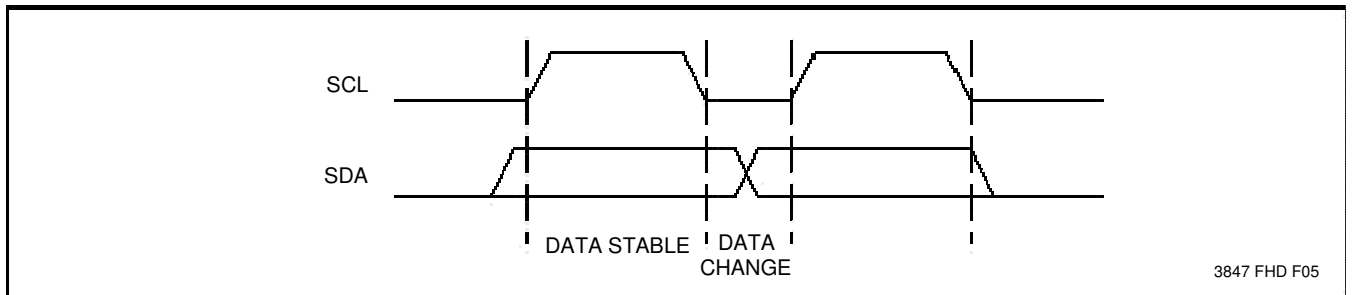 SCL
SDA
DATA STABLE
DATA
CHANGE
3847 FHD F05